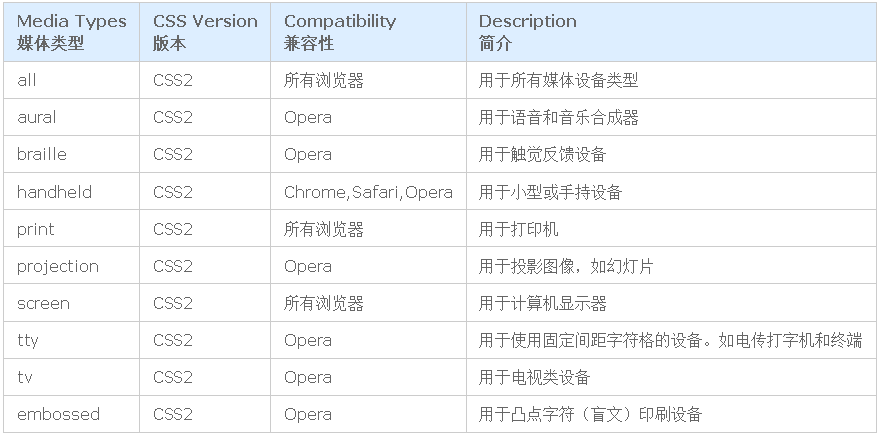 Media Types CSS Version Compatibility Description
媒体类型 版本 兼容性 简介
all CSS2 所有浏览器 用于所有媒体设备类型
aural CSS2 Opera 用于语音和音乐合成器
braille CSS2 Opera 用于触觉反馈设备
handheld CSS2 Chrome,Safari,Opera 用于小型或手持设备
print CSS2 所有浏览器 用于打印机
projection CSS2 Opera 用于投影图像，如幻灯片
screen CSS2 所有浏览器 用于计算机显示器
tty CSS2 Opera 用于使用固定间距字符格的设备。如电传打字机和终端
tv CSS2 Opera 用于电视类设备
embossed CSS2 Opera 用于凸点字符（盲文）印刷设备